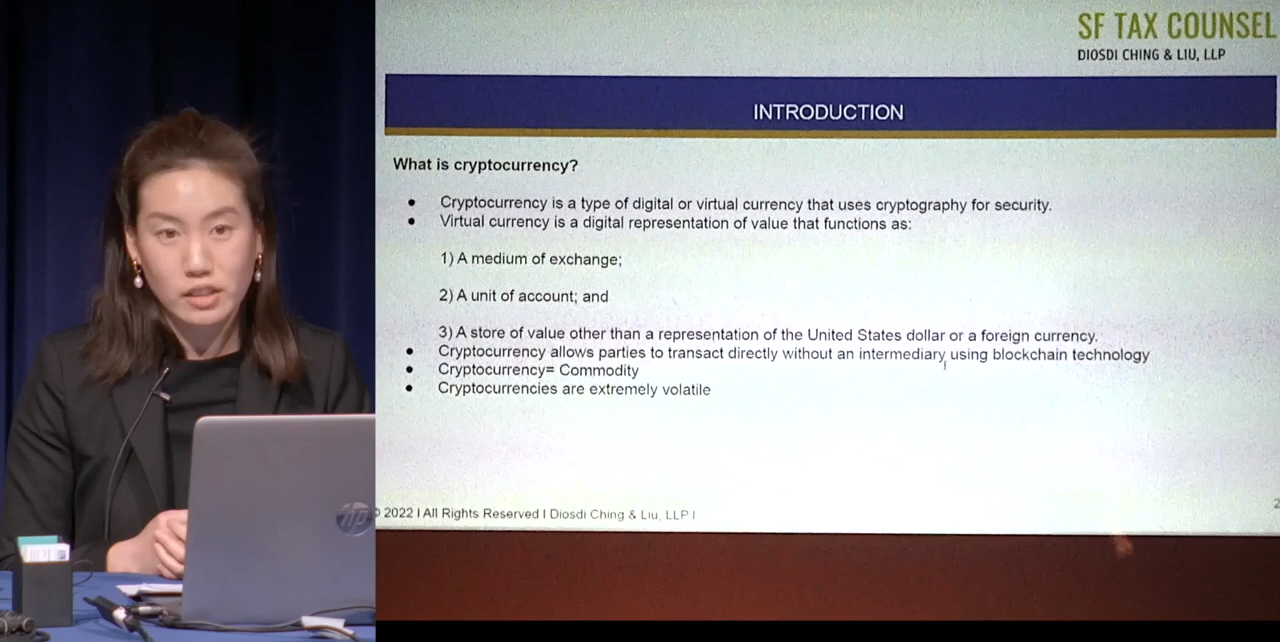 SF TAX COUNSEL
DIOSDI CHING & LIU, LLP
INTRODUCTION
What is cryptocurrency?
• Cryptocurrency is a type of digital or virtual currency that uses cryptography for security.
• Virtual currency is a digital representation of value that functions as:
1) A medium of exchange;
2) A unit of account; and
3) A store of value other than a representation of the United States dollar or a foreign currency.
• Cryptocurrency allows parties to transact directly without an intermediary using blockchain technology
• Cryptocurrency= Commodity
• Cryptocurrencies are extremely volatile
© 2022 I All Rights Reserved I Diosdi Ching & Liu, LLP I
2
hp